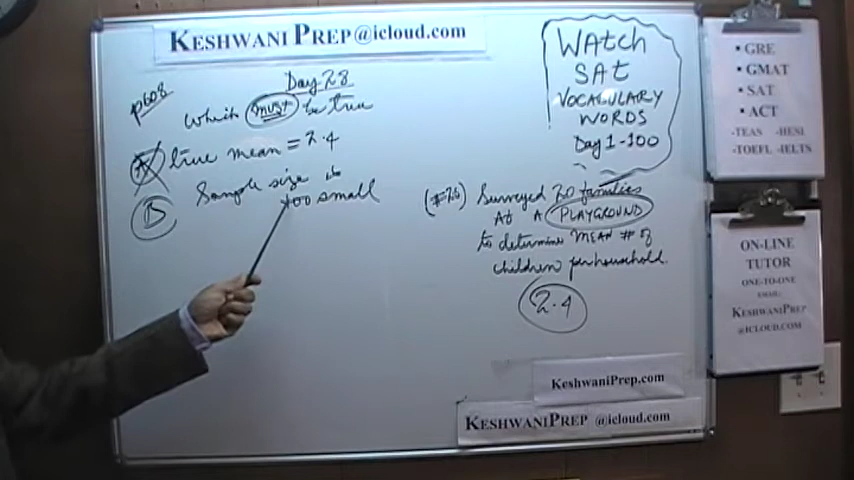 KESHWANI PREP@icloud.com
Day 28
p608
Which must be true
A true mean = 2.4
B Sample size is
too small
WAtch
SAt
VOCABULARY
WORDS
Day 1-100
Surveyed 20 families
At A PLAYGROUND
to determine MEAN # of
children per household.
2.4
• GRE
• GMAT
• SAT
• ACT
-TEAS -HESI
-TOEFL -IELTS
ON-LINE
TUTOR
ONE-TO-ONE
EMAIL:
KESHWANIPREP
@ICLOUD.COM
KeshwaniPrep.com
KESHWANIPREP @icloud.com